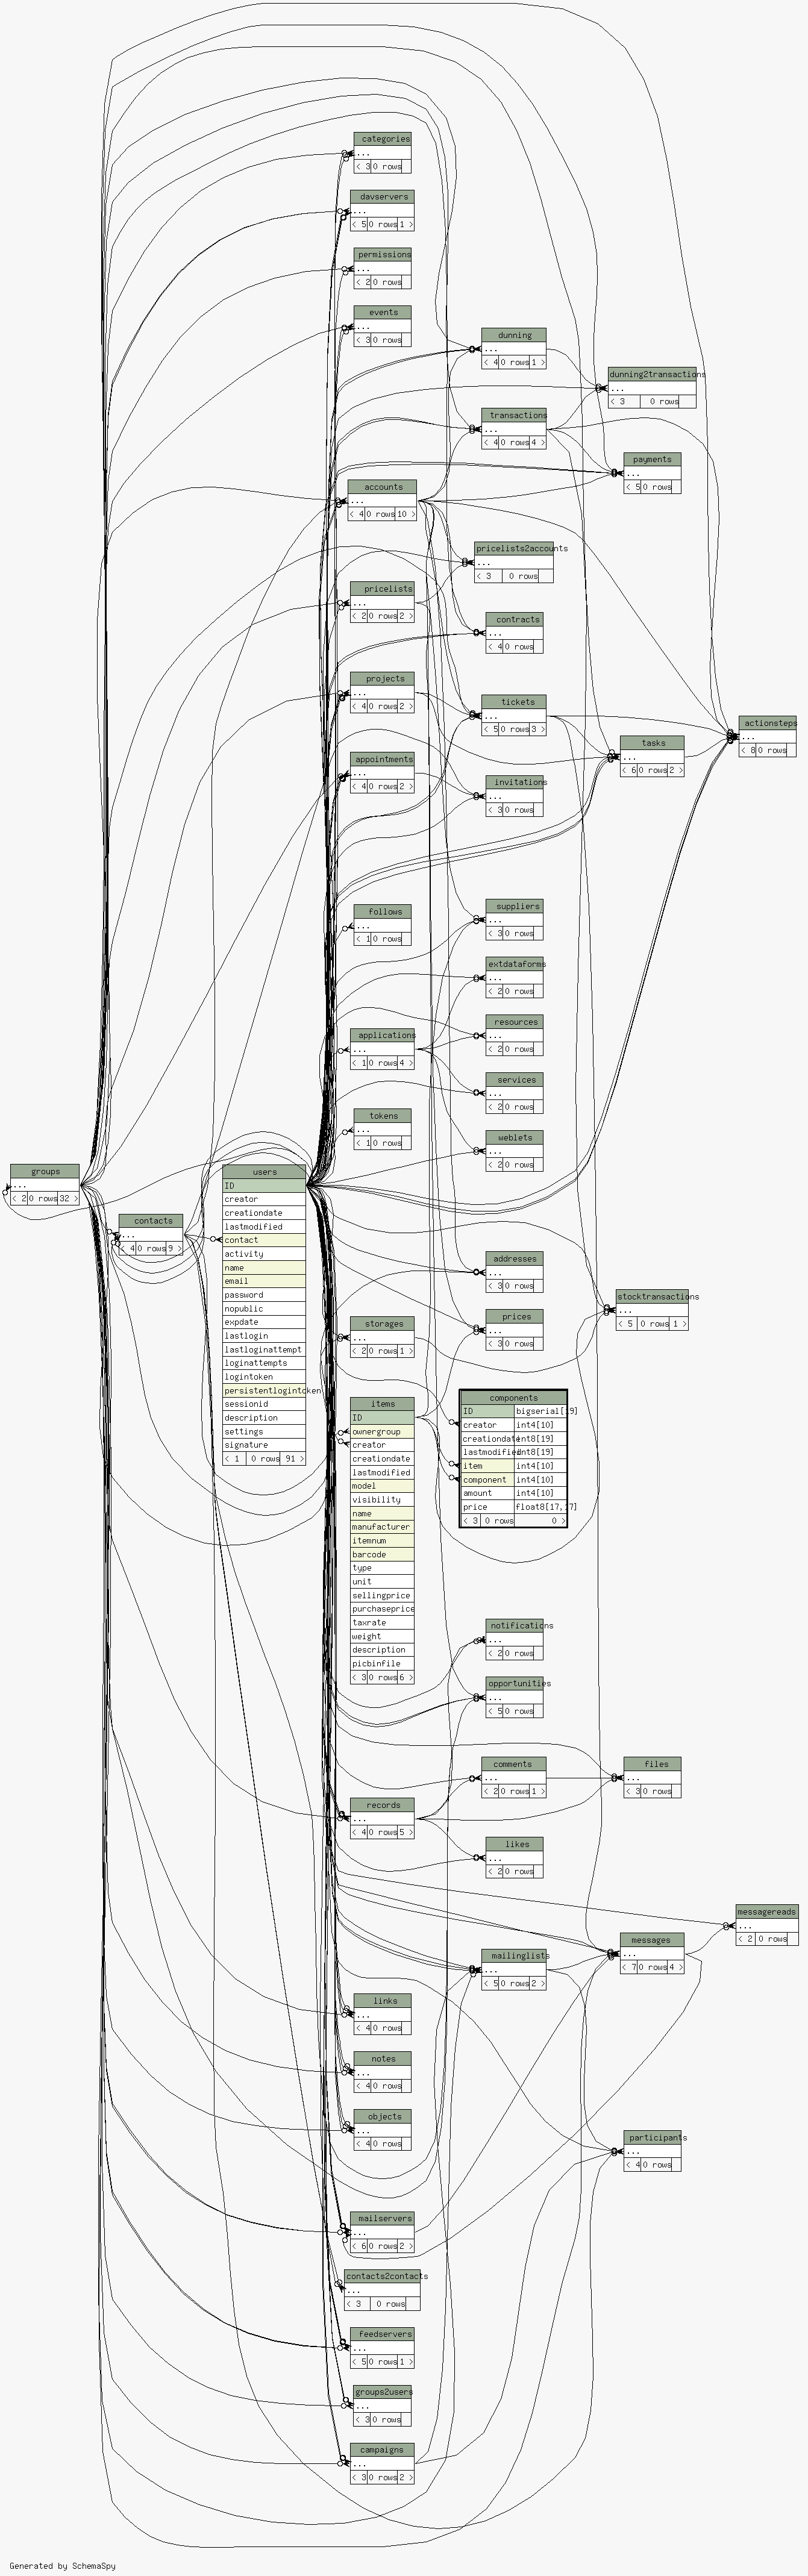 categories
...
< 3 0 rows
davservers
...
< 5 0 rows 1 >
permissions
...
< 2 0 rows
events
...
< 3 0 rows
dunning
...
< 4 0 rows 1 >
dunning2transactions
...
< 3 0 rows
transactions
...
< 4 0 rows 4 >
payments
...
< 5 0 rows
accounts
...
< 4 0 rows 10 >
pricelists2accounts
...
< 3 0 rows
pricelists
...
< 2 0 rows 2 >
contracts
...
< 4 0 rows
projects
...
< 4 0 rows 2 >
tickets
...
< 5 0 rows 3 >
actionsteps
...
< 8 0 rows
tasks
...
< 6 0 rows 2 >
appointments
...
< 4 0 rows 2 >
invitations
...
< 3 0 rows
follows
...
< 1 0 rows
suppliers
...
< 3 0 rows
extdataforms
...
< 2 0 rows
resources
...
< 2 0 rows
applications
...
< 1 0 rows 4 >
services
...
< 2 0 rows
tokens
...
< 1 0 rows
weblets
...
< 2 0 rows
groups
...
< 2 0 rows 32 >
contacts
...
< 4 0 rows 9 >
users
ID
creator
creationdate
lastmodified
contact
activity
name
email
password
nopublic
expdate
lastlogin
lastloginattempt
loginattempts
logintoken
persistentlogintoken
sessionid
description
settings
signature
< 1 0 rows 91 >
addresses
...
< 3 0 rows
stocktransactions
...
< 5 0 rows 1 >
prices
...
< 3 0 rows
storages
...
< 2 0 rows 1 >
items
ID
ownergroup
creator
creationdate
lastmodified
model
visibility
name
manufacturer
itemnum
barcode
type
unit
sellingprice
purchaseprice
taxrate
weight
description
picbinfile
< 3 0 rows 6 >
components
ID bigserial[19]
creator int4[10]
creationdate int8[19]
lastmodified int8[19]
item int4[10]
component int4[10]
amount int4[10]
price float8[17,17]
< 3 0 rows 0 >
notifications
...
< 2 0 rows
opportunities
...
< 5 0 rows
comments
...
< 2 0 rows 1 >
files
...
< 3 0 rows
records
...
< 4 0 rows 5 >
likes
...
< 2 0 rows
messagereads
...
< 2 0 rows
messages
...
< 7 0 rows 4 >
mailinglists
...
< 5 0 rows 2 >
links
...
< 4 0 rows
notes
...
< 4 0 rows
objects
...
< 4 0 rows
participants
...
< 4 0 rows
mailservers
...
< 6 0 rows 2 >
contacts2contacts
...
< 3 0 rows
feedservers
...
< 5 0 rows 1 >
groups2users
...
< 3 0 rows
campaigns
...
< 3 0 rows 2 >
Generated by SchemaSpy